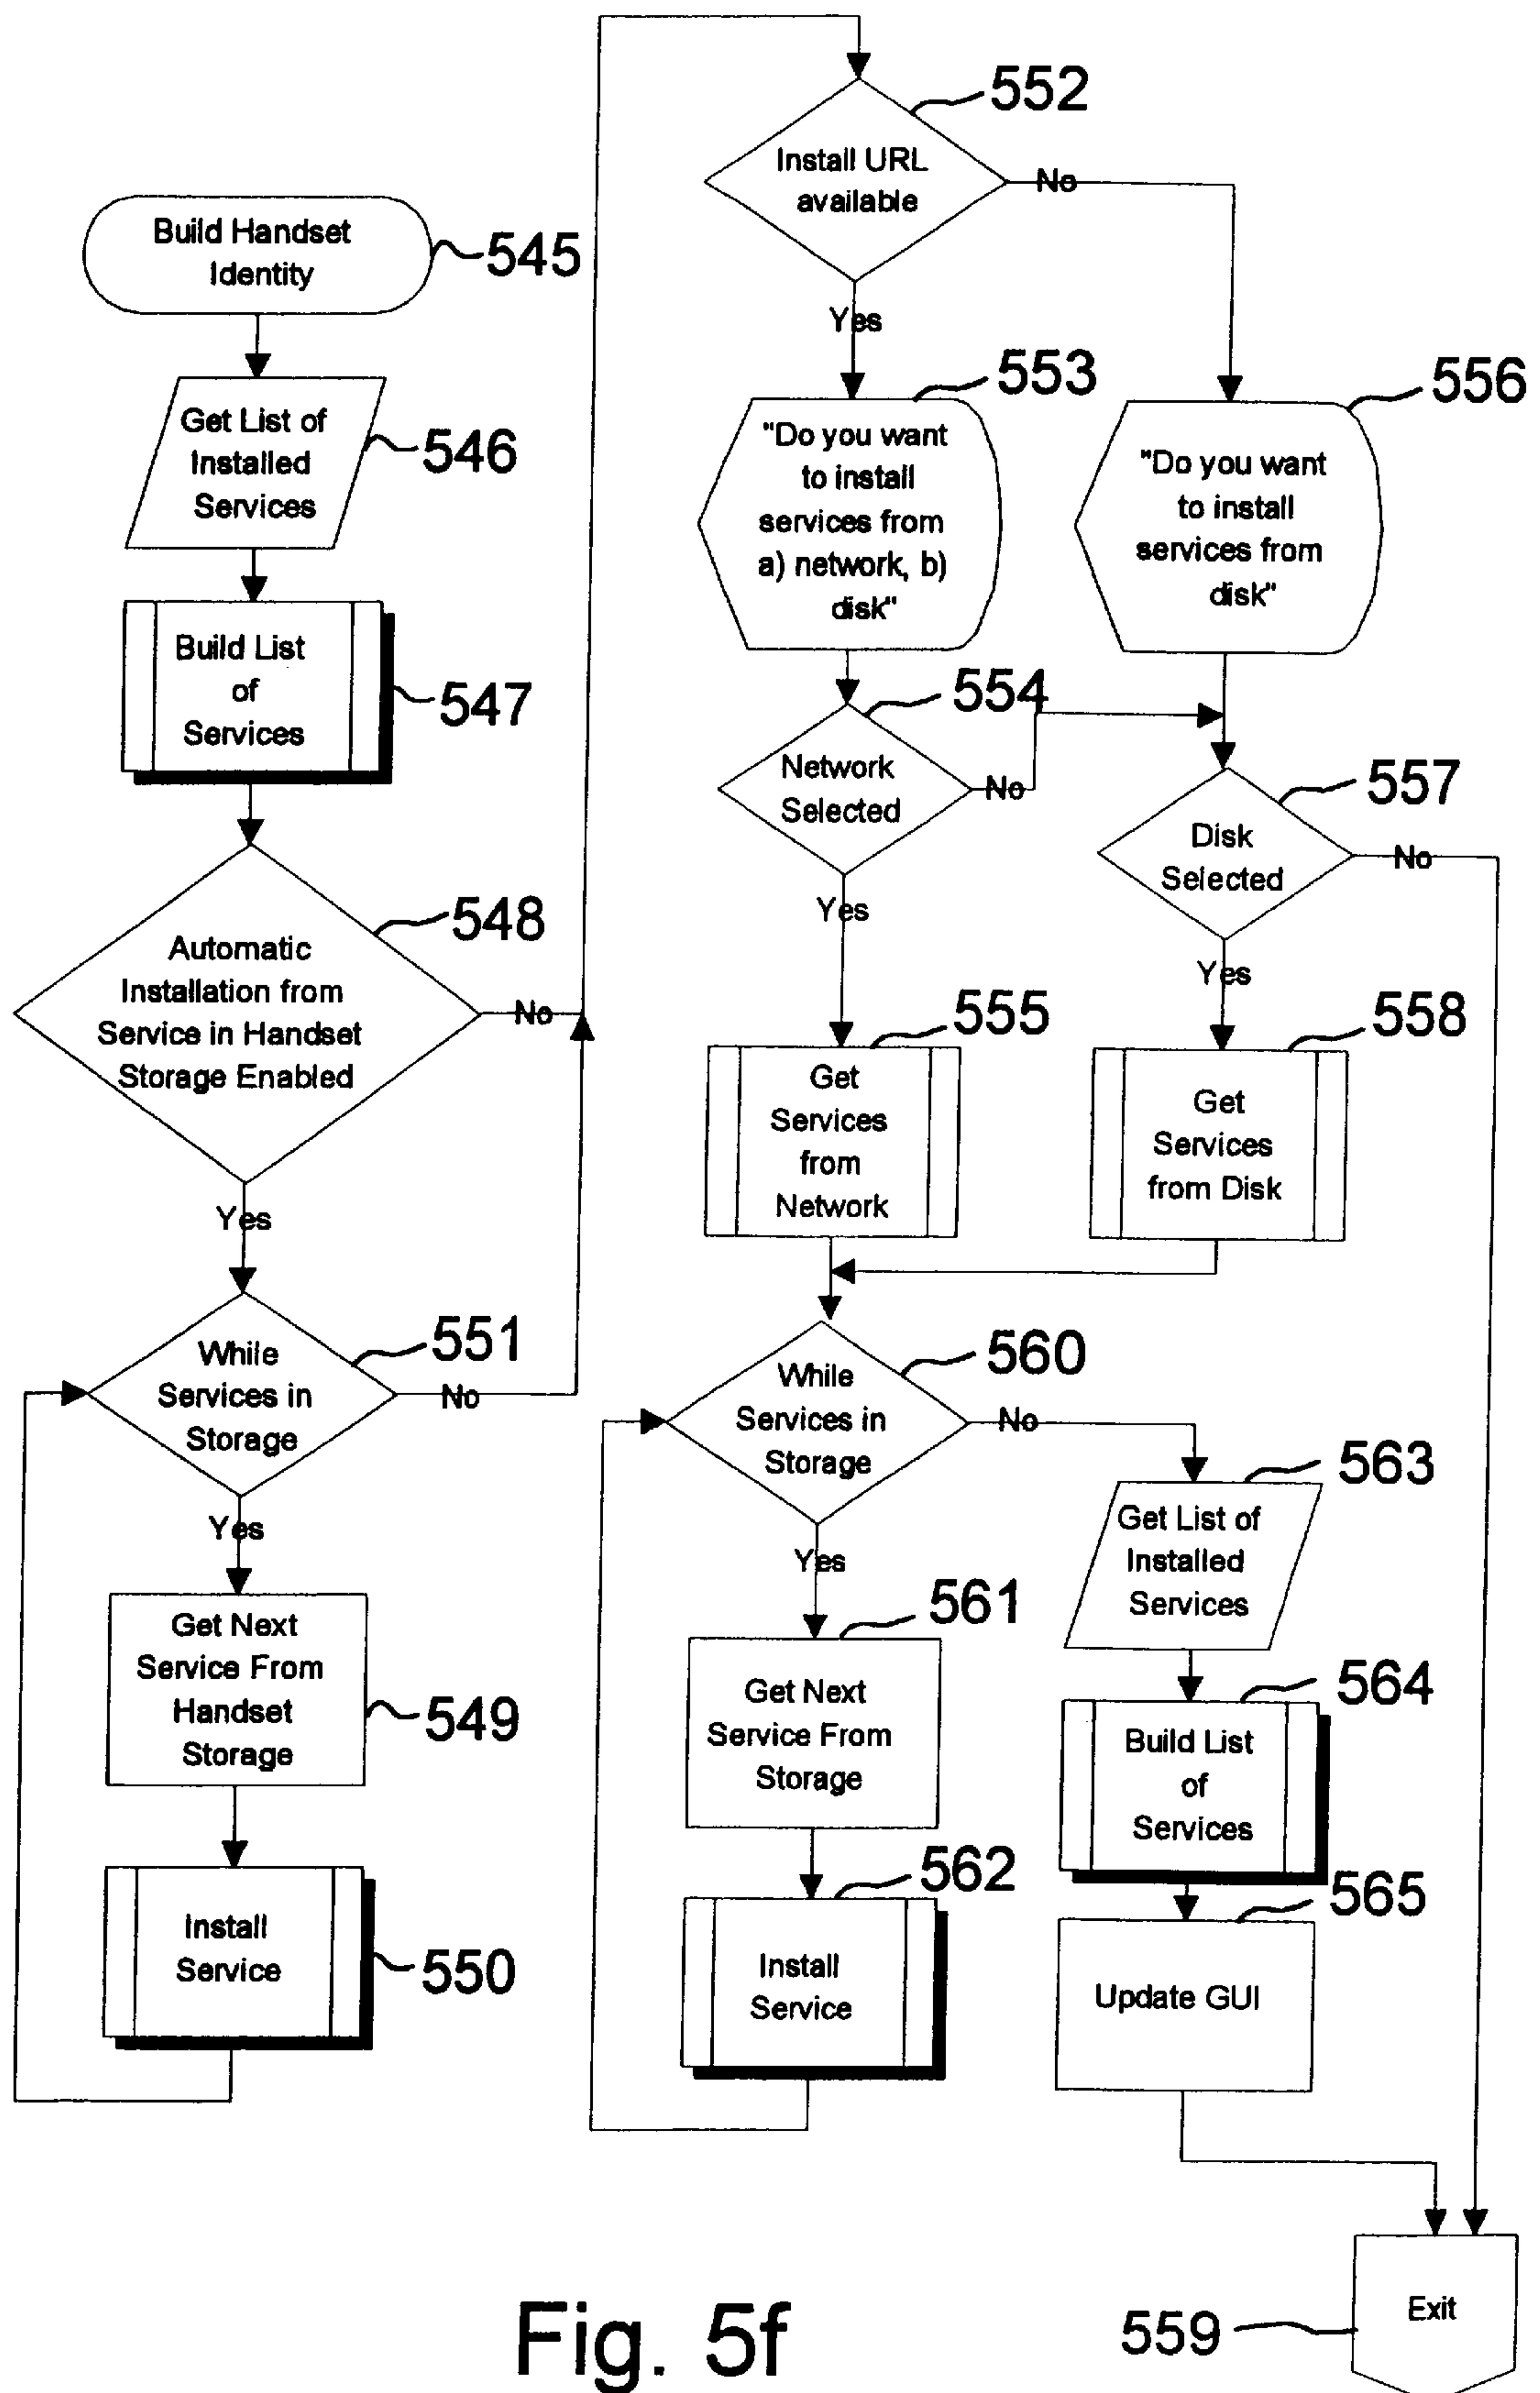 Build Handset
Identity
545
Get List of
Installed
Services
546
Build List
of
Services
547
548
Automatic
Installation from
Service in Handset
Storage Enabled
No
Yes
551
While
Services in
Storage
No
Yes
Get Next
Service From
Handset
Storage
549
Install
Service
550
552
Install URL
available
No
Yes
553
"Do you want
to install
services from
a) network, b)
disk"
556
"Do you want
to install
services from
disk"
554
Network
Selected
No
Yes
557
Disk
Selected
No
Yes
555
Get
Services
from
Network
558
Get
Services
from Disk
560
While
Services in
Storage
No
Yes
561
Get Next
Service From
Storage
562
Install
Service
563
Get List of
Installed
Services
564
Build List
of
Services
565
Update GUI
Exit
559
Fig. 5f